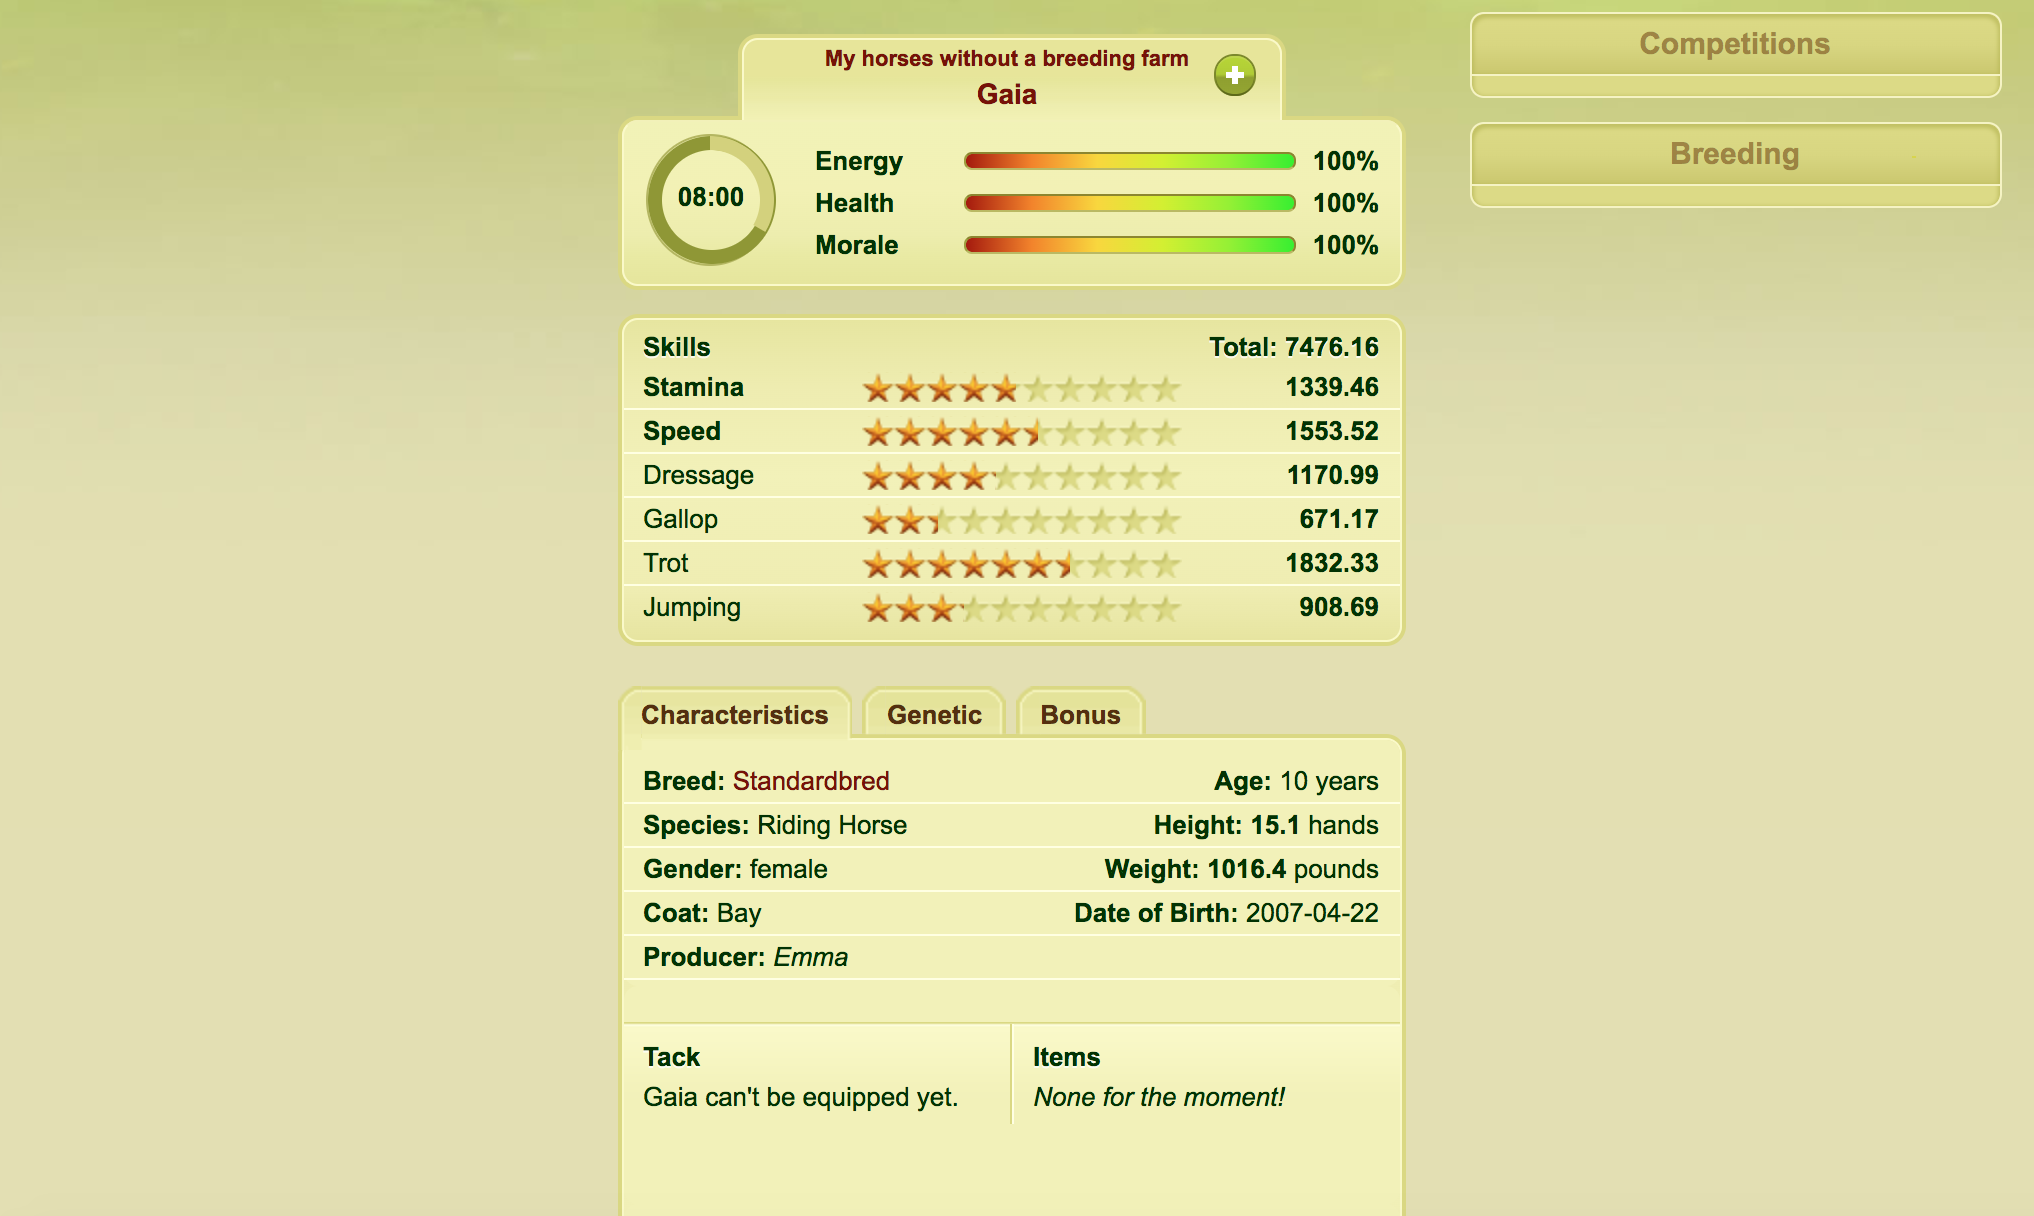 My horses without a breeding farm
Gaia
08:00
Energy 100%
Health 100%
Morale 100%
Skills Total: 7476.16
Stamina 1339.46
Speed 1553.52
Dressage 1170.99
Gallop 671.17
Trot 1832.33
Jumping 908.69
Characteristics Genetic Bonus
Breed: Standardbred Age: 10 years
Species: Riding Horse Height: 15.1 hands
Gender: female Weight: 1016.4 pounds
Coat: Bay Date of Birth: 2007-04-22
Producer: Emma
Tack
Gaia can't be equipped yet.
Items
None for the moment!
Competitions
Breeding